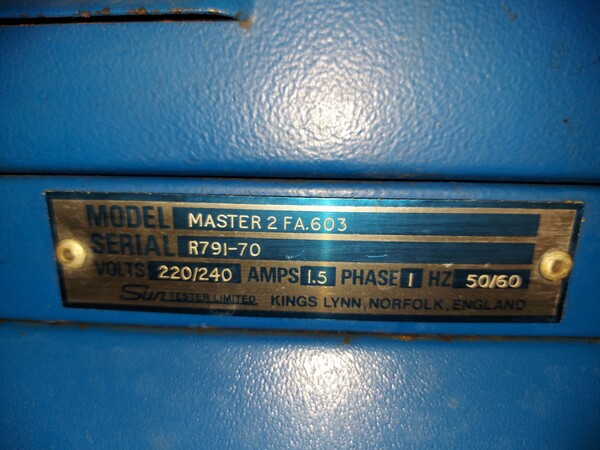 MODEL MASTER 2 FA.603
SERIAL R791-70
VOLTS 220/240 AMPS 1.5 PHASE 1 HZ 50/60
Sun TESTER LIMITED KINGS LYNN, NORFOLK, ENGLAND